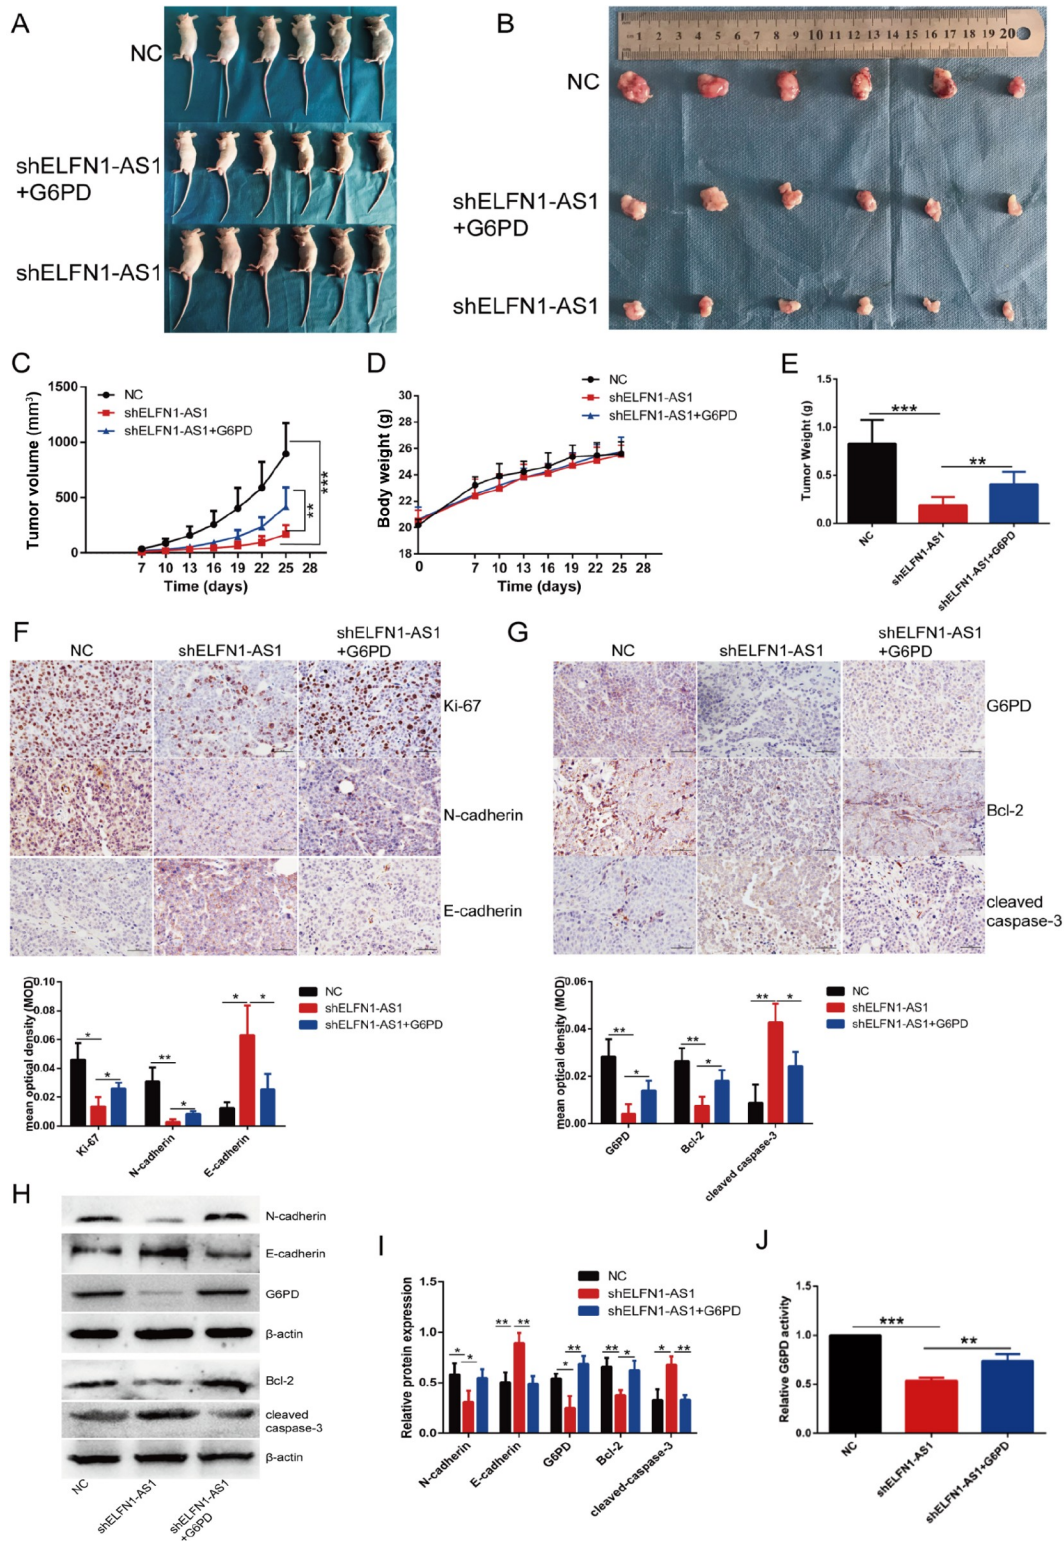 A
NC
shELFN1-AS1
+G6PD
shELFN1-AS1
B
1 2 3 4 5 6 7 8 9 10 11 12 13 14 15 16 17 18 19 20
NC
shELFN1-AS1
+G6PD
shELFN1-AS1
C
NC
shELFN1-AS1
shELFN1-AS1+G6PD
Tumor volume (mm³)
1500
1000
500
0
7 10 13 16 19 22 25 28
Time (days)
***
**
D
NC
shELFN1-AS1
shELFN1-AS1+G6PD
Body weight (g)
30
28
26
24
22
20
18
0 7 10 13 16 19 22 25 28
Time (days)
E
Tumor Weight (g)
1.5
1.0
0.5
0.0
***
**
NC
shELFN1-AS1
shELFN1-AS1+G6PD
F
NC
shELFN1-AS1
shELFN1-AS1
+G6PD
Ki-67
N-cadherin
E-cadherin
mean optical density (MOD)
0.10
0.08
0.06
0.04
0.02
0.00
*
*
**
*
*
*
Ki-67
N-cadherin
E-cadherin
NC
shELFN1-AS1
shELFN1-AS1+G6PD
G
NC
shELFN1-AS1
shELFN1-AS1
+G6PD
G6PD
Bcl-2
cleaved
caspase-3
mean optical density (MOD)
0.06
0.04
0.02
0.00
**
*
**
*
**
*
G6PD
Bcl-2
cleaved caspase-3
NC
shELFN1-AS1
shELFN1-AS1+G6PD
H
N-cadherin
E-cadherin
G6PD
β-actin
Bcl-2
cleaved
caspase-3
β-actin
NC
shELFN1-AS1
shELFN1-AS1
+G6PD
I
NC
shELFN1-AS1
shELFN1-AS1+G6PD
Relative protein expression
1.5
1.0
0.5
0.0
*
*
**
**
*
**
**
*
*
**
N-cadherin
E-cadherin
G6PD
Bcl-2
cleaved-caspase-3
J
Relative G6PD activity
1.5
1.0
0.5
0.0
***
**
NC
shELFN1-AS1
shELFN1-AS1+G6PD